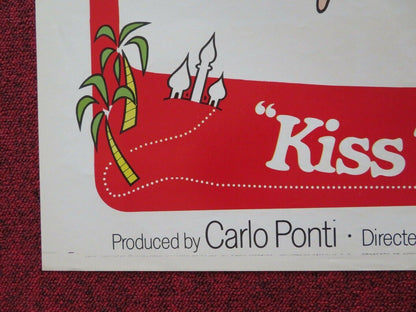 "Kiss
Produced by Carlo Ponti · Directe